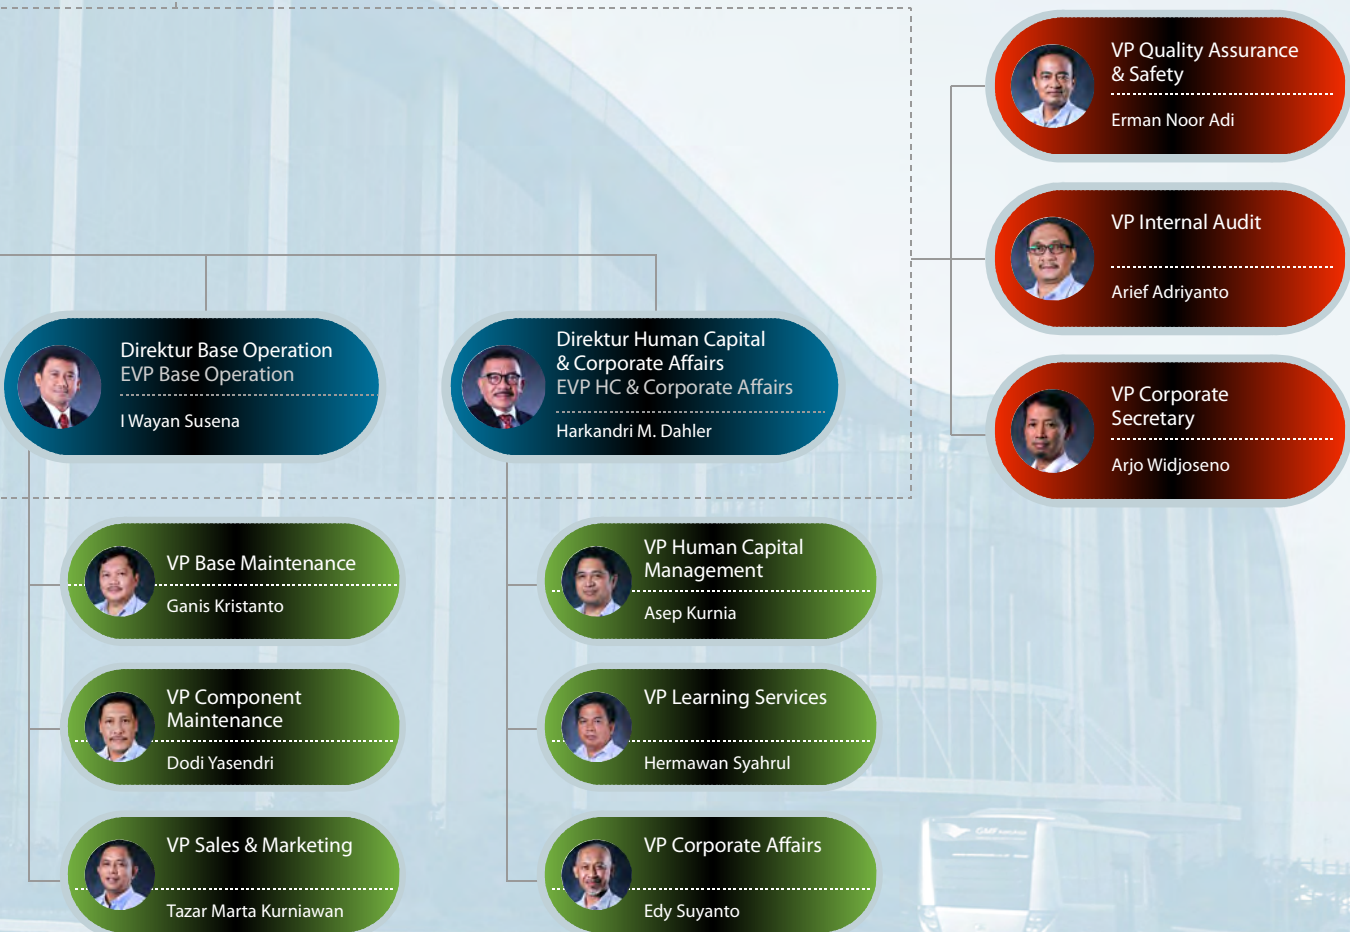 VP Quality Assurance
& Safety
Erman Noor Adi
VP Internal Audit
Arief Adriyanto
VP Corporate
Secretary
Arjo Widjoseno
Direktur Base Operation
EVP Base Operation
I Wayan Susena
Direktur Human Capital
& Corporate Affairs
EVP HC & Corporate Affairs
Harkandri M. Dahler
VP Base Maintenance
Ganis Kristanto
VP Component
Maintenance
Dodi Yasendri
VP Sales & Marketing
Tazar Marta Kurniawan
VP Human Capital
Management
Asep Kurnia
VP Learning Services
Hermawan Syahrul
VP Corporate Affairs
Edy Suyanto